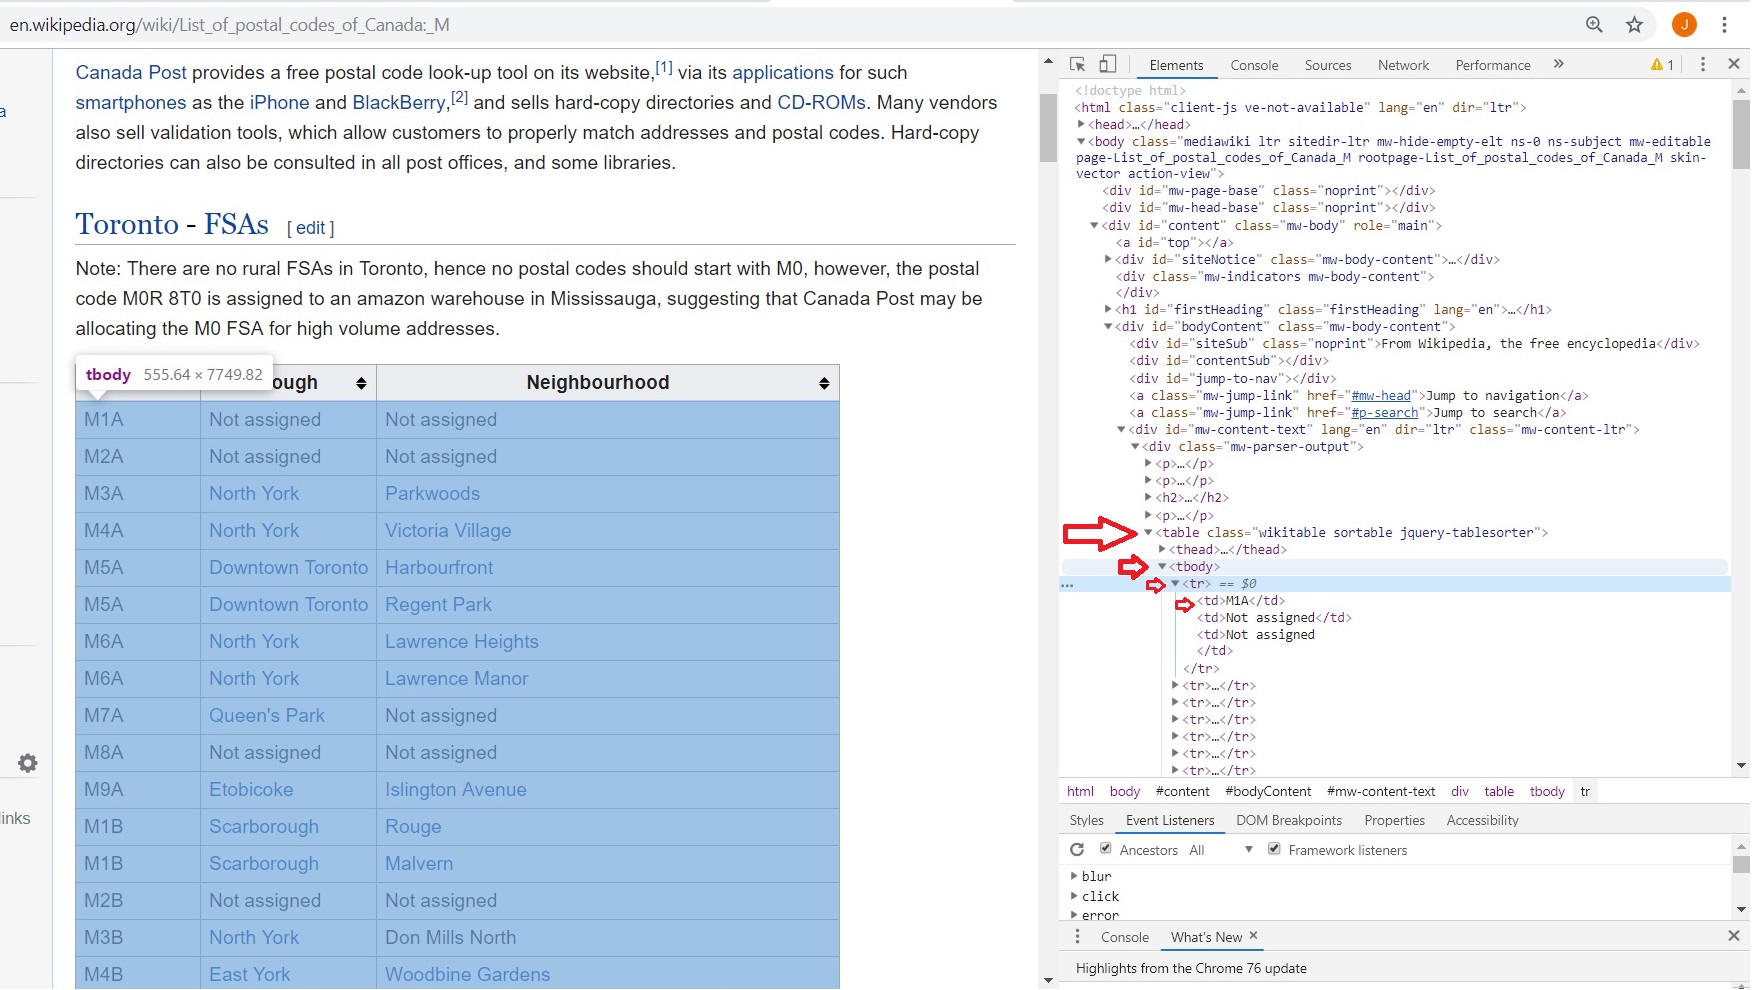 en.wikipedia.org/wiki/List_of_postal_codes_of_Canada:_M
J
Canada Post provides a free postal code look-up tool on its website,[1] via its applications for such
smartphones as the iPhone and BlackBerry,[2] and sells hard-copy directories and CD-ROMs. Many vendors
also sell validation tools, which allow customers to properly match addresses and postal codes. Hard-copy
directories can also be consulted in all post offices, and some libraries.
Toronto - FSAs [ edit ]
Note: There are no rural FSAs in Toronto, hence no postal codes should start with M0, however, the postal
code M0R 8T0 is assigned to an amazon warehouse in Mississauga, suggesting that Canada Post may be
allocating the M0 FSA for high volume addresses.
tbody 555.64 × 7749.82
ough Neighbourhood
M1A Not assigned Not assigned
M2A Not assigned Not assigned
M3A North York Parkwoods
M4A North York Victoria Village
M5A Downtown Toronto Harbourfront
M5A Downtown Toronto Regent Park
M6A North York Lawrence Heights
M6A North York Lawrence Manor
M7A Queen's Park Not assigned
M8A Not assigned Not assigned
M9A Etobicoke Islington Avenue
M1B Scarborough Rouge
M1B Scarborough Malvern
M2B Not assigned Not assigned
M3B North York Don Mills North
M4B East York Woodbine Gardens
a
inks
Elements Console Sources Network Performance » 1
<!doctype html>
<html class="client-js ve-not-available" lang="en" dir="ltr">
<head>…</head>
<body class="mediawiki ltr sitedir-ltr mw-hide-empty-elt ns-0 ns-subject mw-editable
page-List_of_postal_codes_of_Canada_M rootpage-List_of_postal_codes_of_Canada_M skin-
vector action-view">
<div id="mw-page-base" class="noprint"></div>
<div id="mw-head-base" class="noprint"></div>
<div id="content" class="mw-body" role="main">
<a id="top"></a>
<div id="siteNotice" class="mw-body-content">…</div>
<div class="mw-indicators mw-body-content">
</div>
<h1 id="firstHeading" class="firstHeading" lang="en">…</h1>
<div id="bodyContent" class="mw-body-content">
<div id="siteSub" class="noprint">From Wikipedia, the free encyclopedia</div>
<div id="contentSub"></div>
<div id="jump-to-nav"></div>
<a class="mw-jump-link" href="#mw-head">Jump to navigation</a>
<a class="mw-jump-link" href="#p-search">Jump to search</a>
<div id="mw-content-text" lang="en" dir="ltr" class="mw-content-ltr">
<div class="mw-parser-output">
<p>…</p>
<p>…</p>
<h2>…</h2>
<p>…</p>
<table class="wikitable sortable jquery-tablesorter">
<thead>…</thead>
<tbody>
… <tr> == $0
<td>M1A</td>
<td>Not assigned</td>
<td>Not assigned
</td>
</tr>
<tr>…</tr>
<tr>…</tr>
<tr>…</tr>
<tr>…</tr>
<tr>…</tr>
<tr>…</tr>
html body #content #bodyContent #mw-content-text div table tbody tr
Styles Event Listeners DOM Breakpoints Properties Accessibility
Ancestors All Framework listeners
blur
click
error
Console What's New
Highlights from the Chrome 76 update